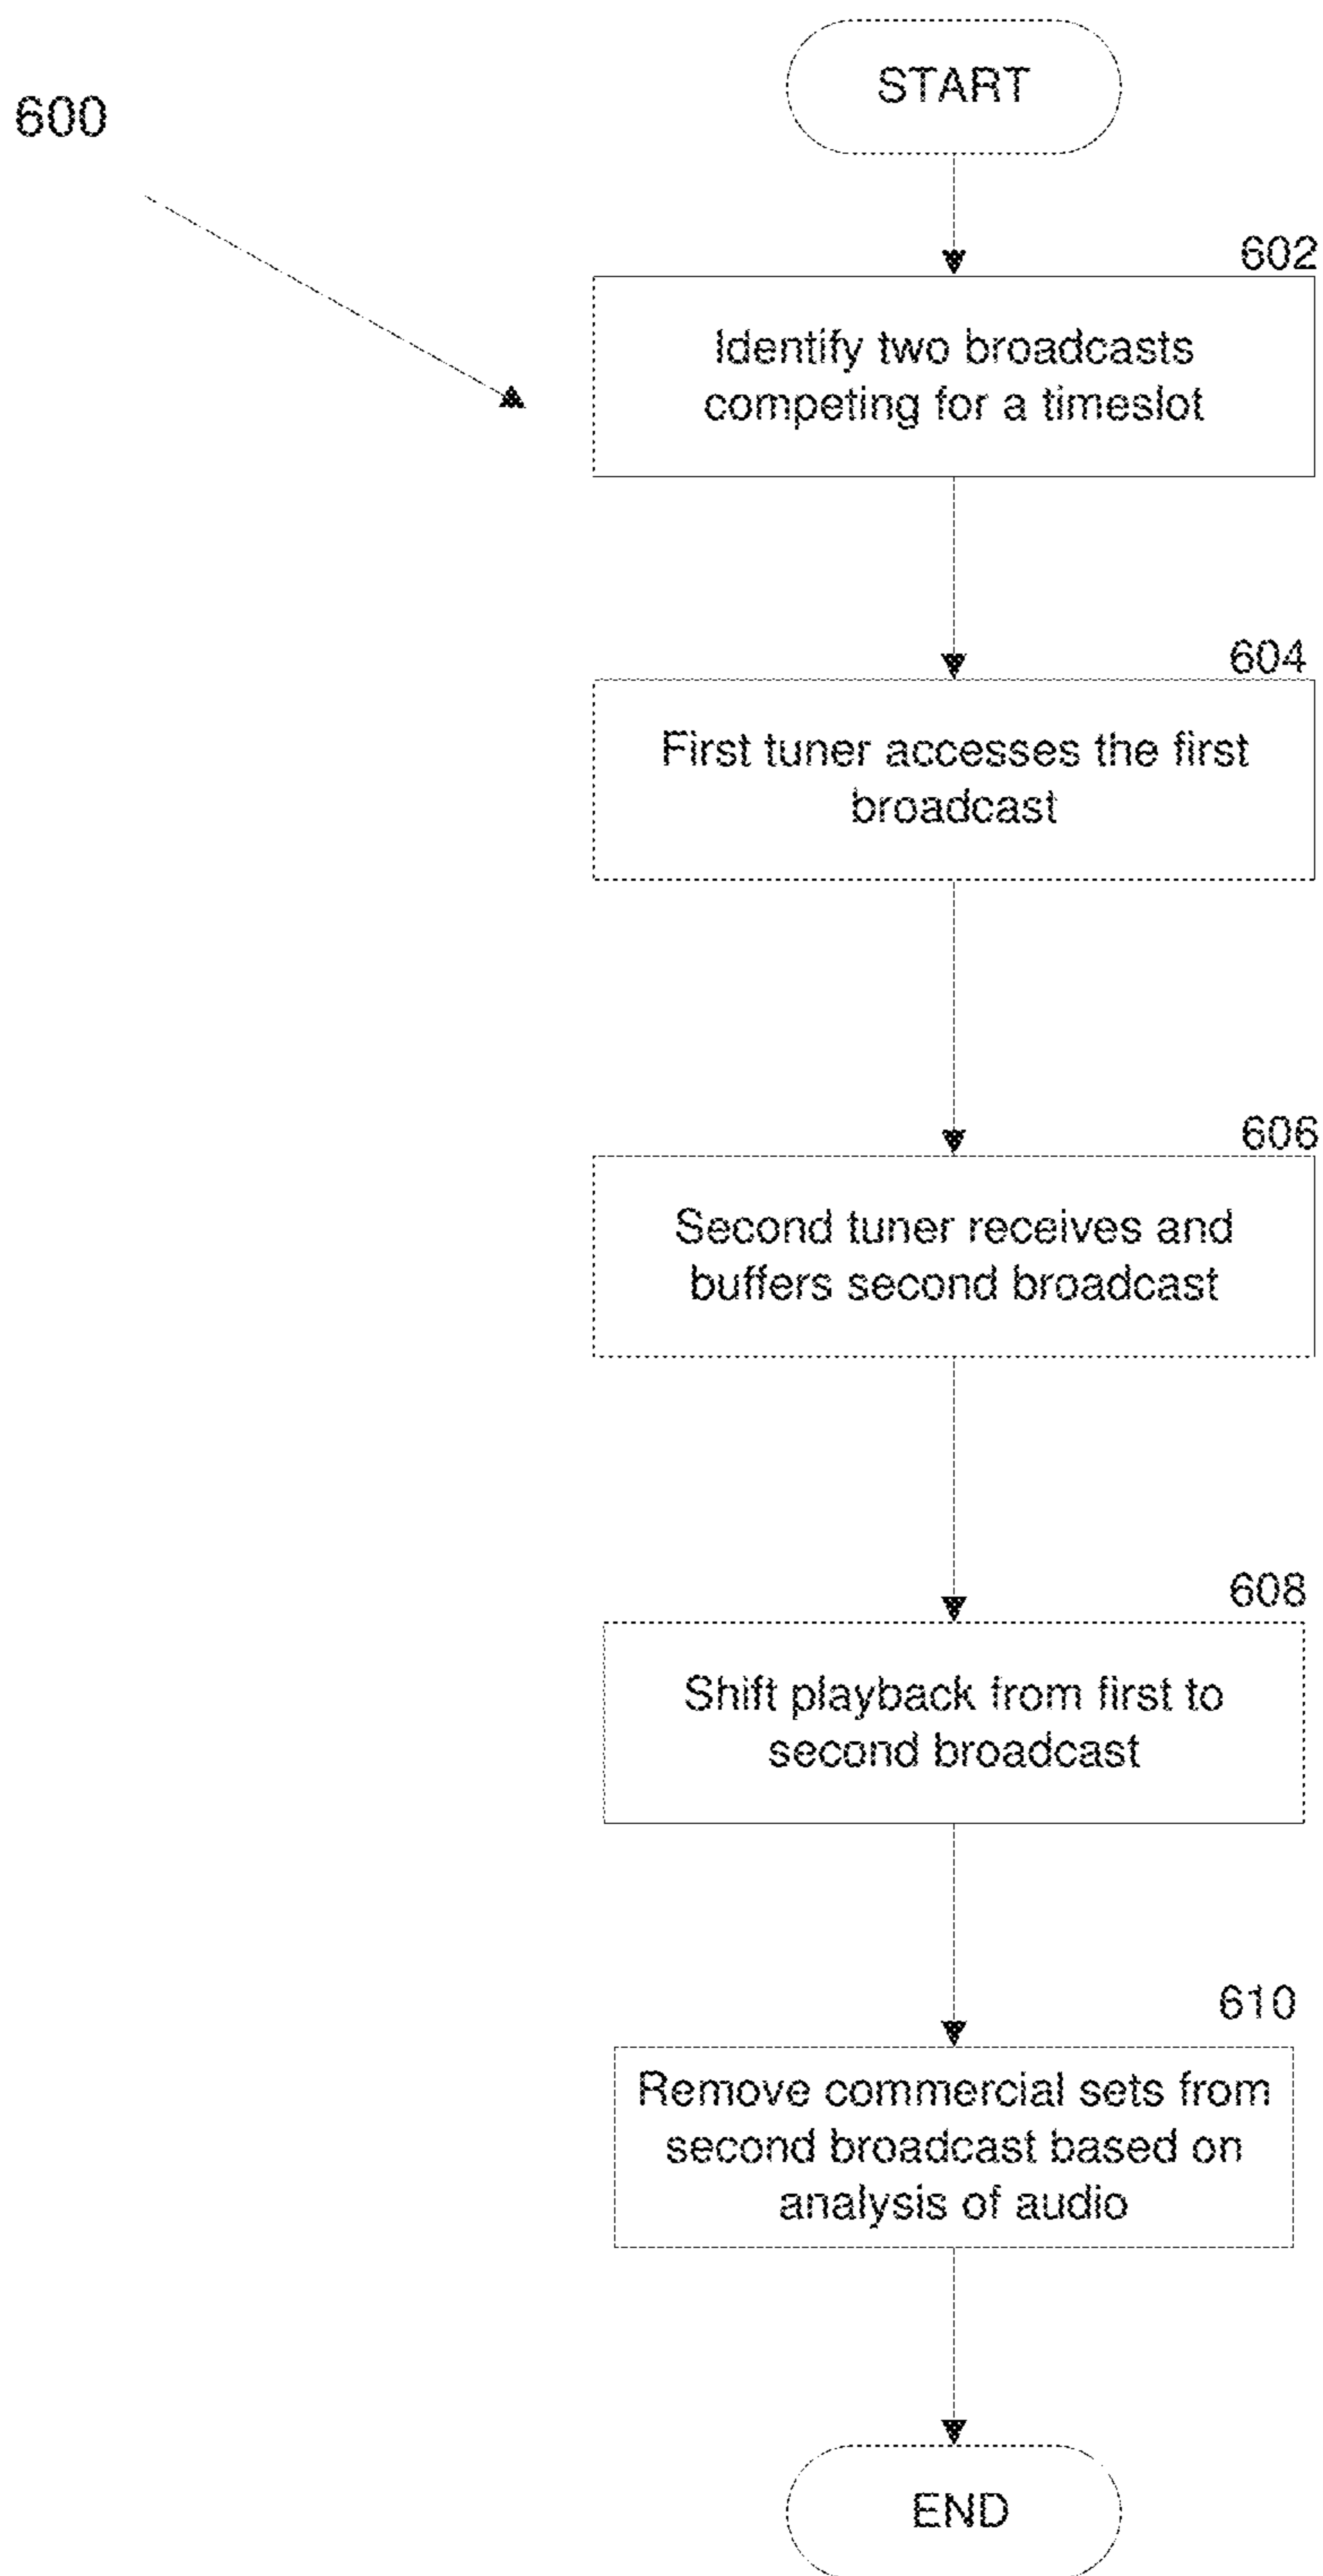 START
600
602
Identify two broadcasts
competing for a timeslot
604
First tuner accesses the first
broadcast
606
Second tuner receives and
buffers second broadcast
608
Shift playback from first to
second broadcast
610
Remove commercial sets from
second broadcast based on
analysis of audio
END